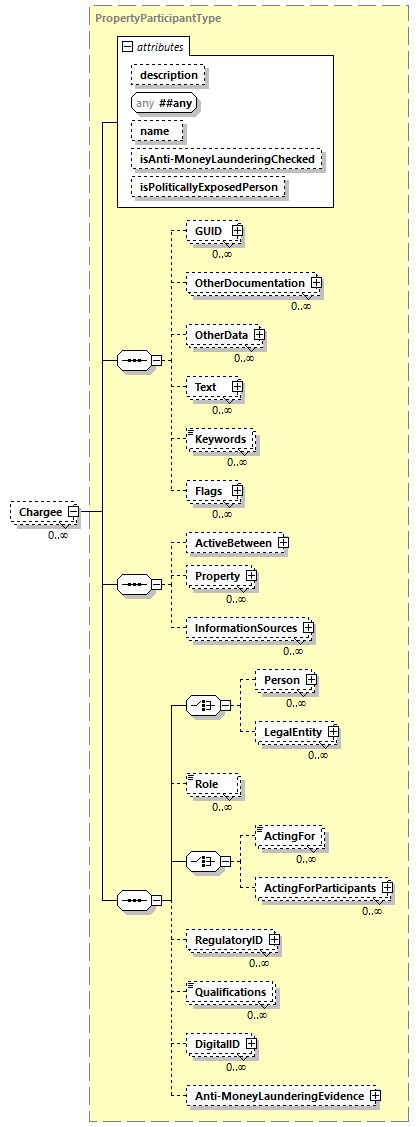 PropertyParticipantType
attributes
description
any ##any
name
isAnti-MoneyLaunderingChecked
isPoliticallyExposedPerson
GUID
0..∞
OtherDocumentation
0..∞
OtherData
0..∞
Text
0..∞
Keywords
0..∞
Flags
0..∞
Chargee
0..∞
ActiveBetween
Property
0..∞
InformationSources
0..∞
Person
0..∞
LegalEntity
0..∞
Role
0..∞
ActingFor
0..∞
ActingForParticipants
0..∞
RegulatoryID
0..∞
Qualifications
0..∞
DigitalID
0..∞
Anti-MoneyLaunderingEvidence